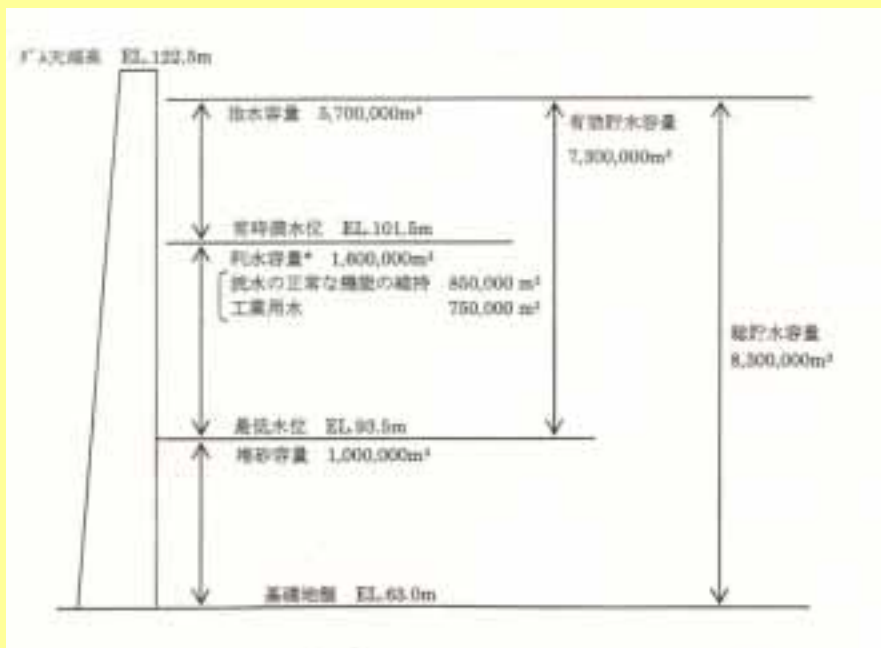 ﾀﾞﾑ天端高 EL.122.5m
治水容量 5,700,000m³
有効貯水容量
7,300,000m³
常時満水位 EL.101.5m
利水容量* 1,600,000m³
流水の正常な機能の維持 850,000 m³
工業用水 750,000 m³
総貯水容量
8,300,000m³
最低水位 EL.93.5m
堆砂容量 1,000,000m³
基礎地盤 EL.63.0m